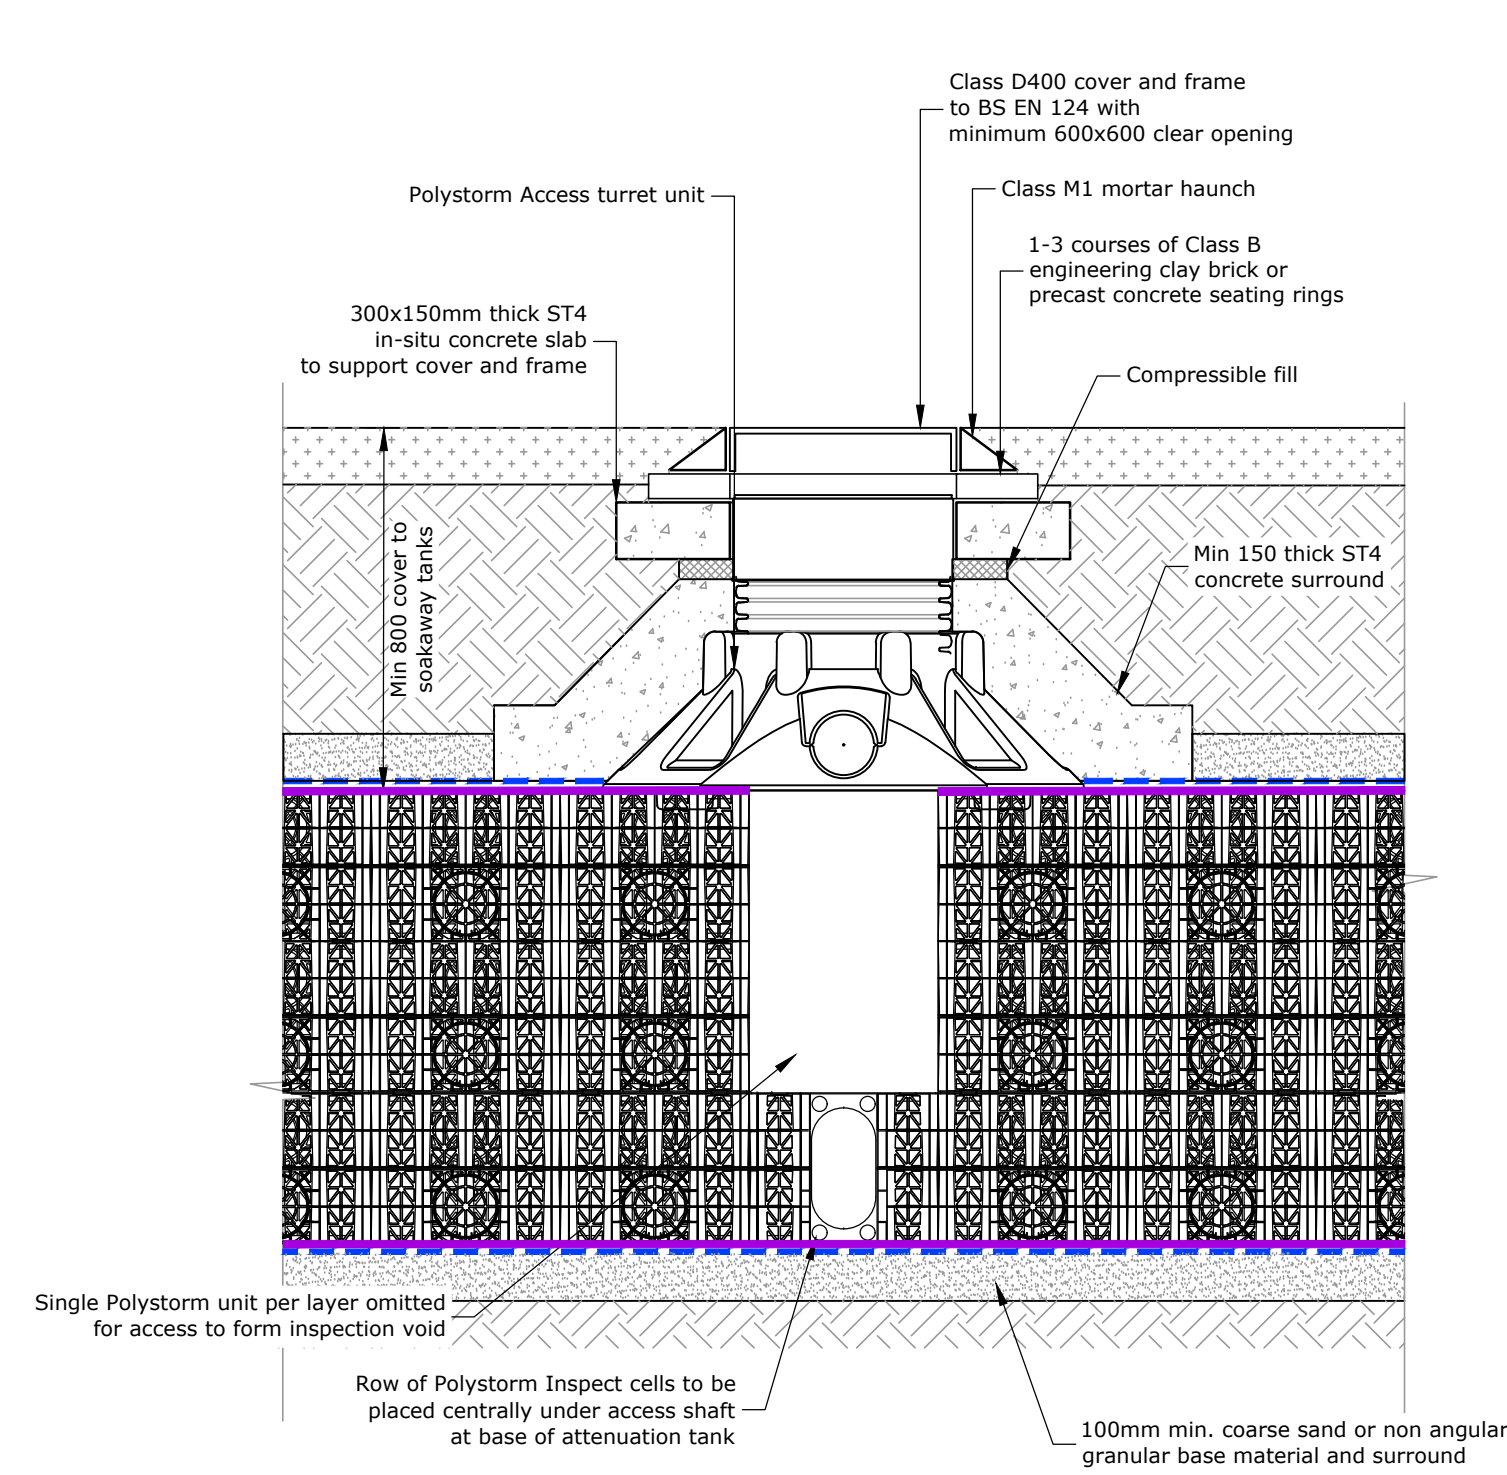 Class D400 cover and frame
to BS EN 124 with
minimum 600x600 clear opening
Polystorm Access turret unit
Class M1 mortar haunch
1-3 courses of Class B
engineering clay brick or
precast concrete seating rings
300x150mm thick ST4
in-situ concrete slab
to support cover and frame
Compressible fill
Min 800 cover to
soakaway tanks
Min 150 thick ST4
concrete surround
Single Polystorm unit per layer omitted
for access to form inspection void
Row of Polystorm Inspect cells to be
placed centrally under access shaft
at base of attenuation tank
100mm min. coarse sand or non angular
granular base material and surround